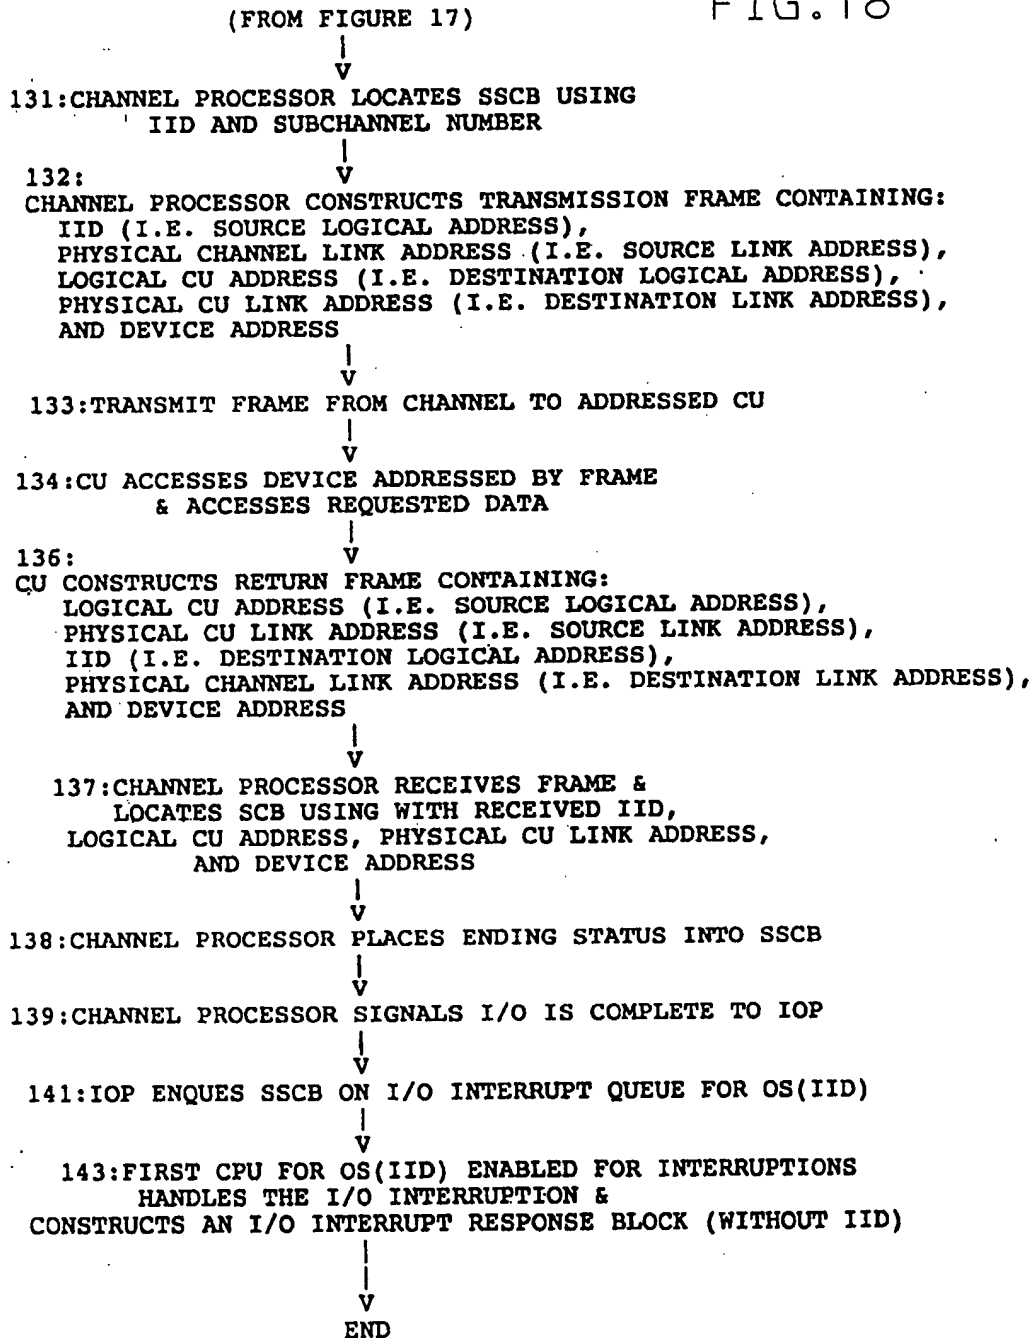 (FROM FIGURE 17)
FIG. 18
131:CHANNEL PROCESSOR LOCATES SSCB USING
IID AND SUBCHANNEL NUMBER
132:
CHANNEL PROCESSOR CONSTRUCTS TRANSMISSION FRAME CONTAINING:
IID (I.E. SOURCE LOGICAL ADDRESS),
PHYSICAL CHANNEL LINK ADDRESS (I.E. SOURCE LINK ADDRESS),
LOGICAL CU ADDRESS (I.E. DESTINATION LOGICAL ADDRESS),
PHYSICAL CU LINK ADDRESS (I.E. DESTINATION LINK ADDRESS),
AND DEVICE ADDRESS
133:TRANSMIT FRAME FROM CHANNEL TO ADDRESSED CU
134:CU ACCESSES DEVICE ADDRESSED BY FRAME
& ACCESSES REQUESTED DATA
136:
CU CONSTRUCTS RETURN FRAME CONTAINING:
LOGICAL CU ADDRESS (I.E. SOURCE LOGICAL ADDRESS),
PHYSICAL CU LINK ADDRESS (I.E. SOURCE LINK ADDRESS),
IID (I.E. DESTINATION LOGICAL ADDRESS),
PHYSICAL CHANNEL LINK ADDRESS (I.E. DESTINATION LINK ADDRESS),
AND DEVICE ADDRESS
137:CHANNEL PROCESSOR RECEIVES FRAME &
LOCATES SCB USING WITH RECEIVED IID,
LOGICAL CU ADDRESS, PHYSICAL CU LINK ADDRESS,
AND DEVICE ADDRESS
138:CHANNEL PROCESSOR PLACES ENDING STATUS INTO SSCB
139:CHANNEL PROCESSOR SIGNALS I/O IS COMPLETE TO IOP
141:IOP ENQUES SSCB ON I/O INTERRUPT QUEUE FOR OS(IID)
143:FIRST CPU FOR OS(IID) ENABLED FOR INTERRUPTIONS
HANDLES THE I/O INTERRUPTION &
CONSTRUCTS AN I/O INTERRUPT RESPONSE BLOCK (WITHOUT IID)
END